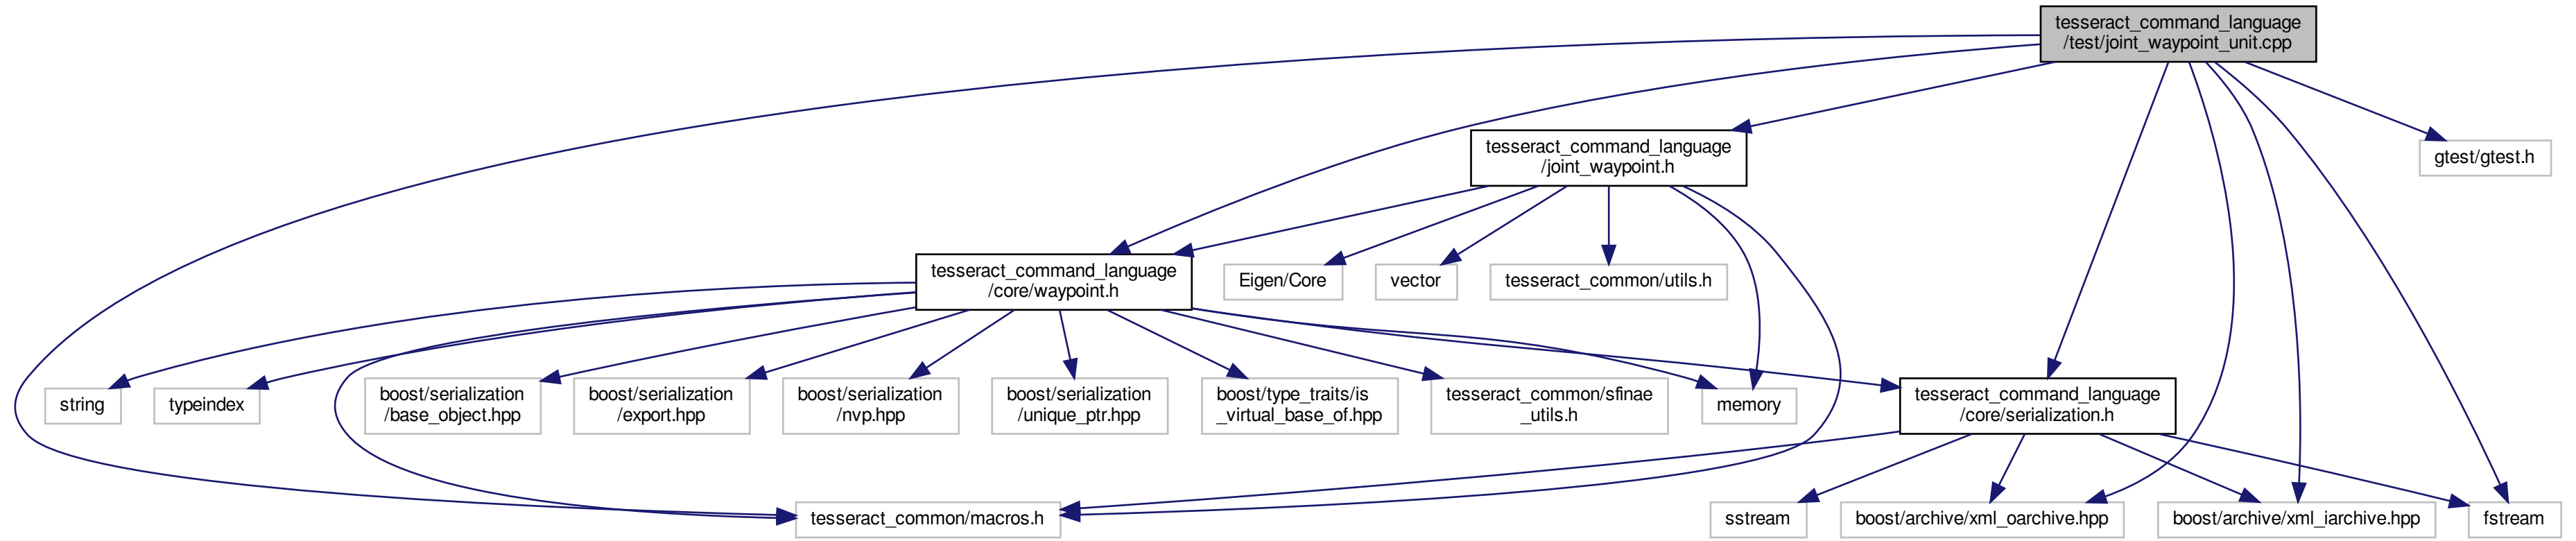 tesseract_command_language
/test/joint_waypoint_unit.cpp
tesseract_command_language
/joint_waypoint.h
gtest/gtest.h
tesseract_command_language
/core/waypoint.h
Eigen/Core
vector
tesseract_common/utils.h
string
typeindex
boost/serialization
/base_object.hpp
boost/serialization
/export.hpp
boost/serialization
/nvp.hpp
boost/serialization
/unique_ptr.hpp
boost/type_traits/is
_virtual_base_of.hpp
tesseract_common/sfinae
_utils.h
memory
tesseract_command_language
/core/serialization.h
tesseract_common/macros.h
sstream
boost/archive/xml_oarchive.hpp
boost/archive/xml_iarchive.hpp
fstream